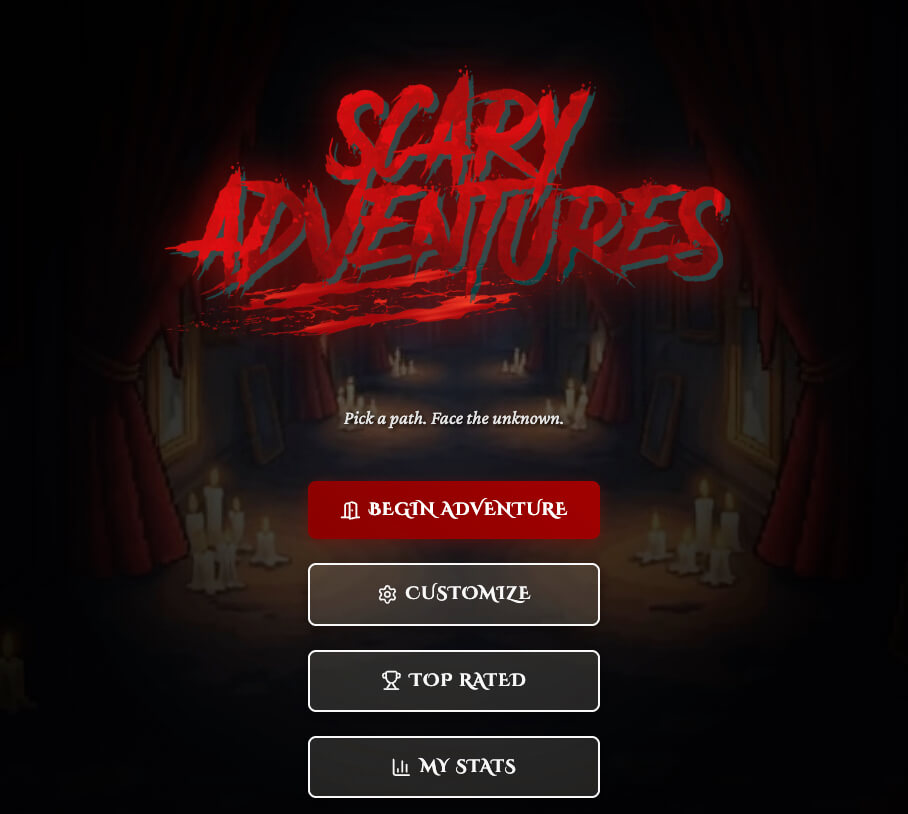 SCARY
ADVENTURES
Pick a path. Face the unknown.
BEGIN ADVENTURE
CUSTOMIZE
TOP RATED
MY STATS